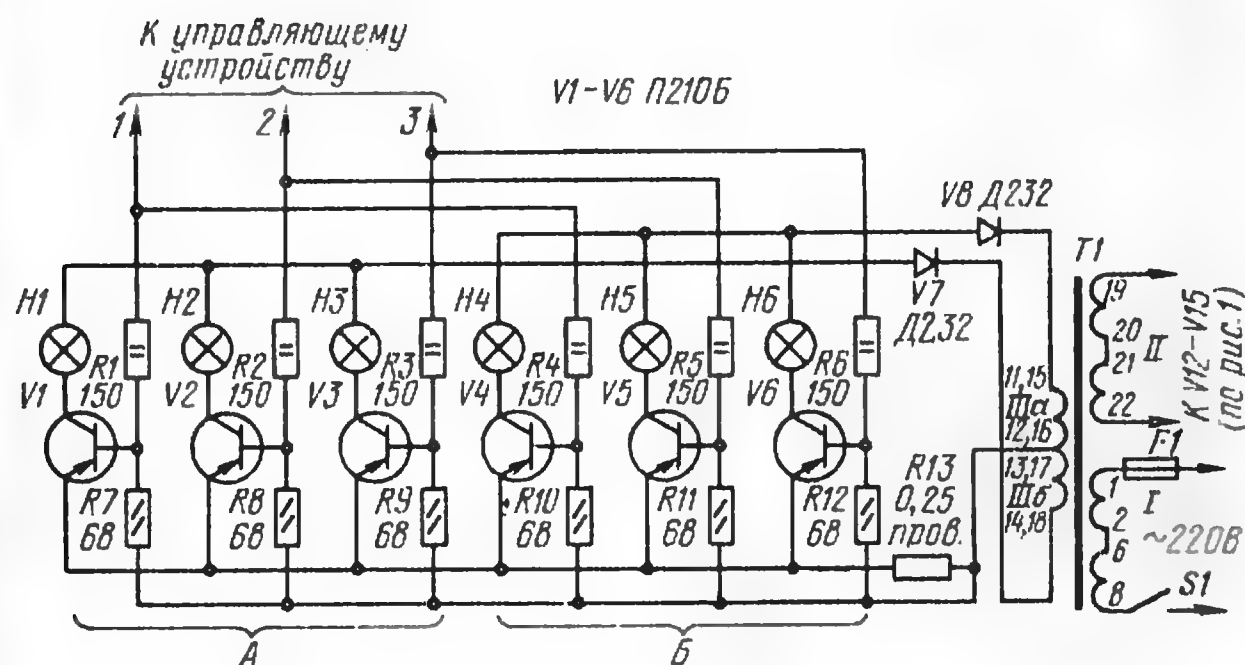 К управляющему
устройству
V1-V6 П210Б
1
2
3
V8 Д232
V7
Д232
T1
H1
H2
H3
H4
H5
H6
R1
150
R2
150
R3
150
R4
150
R5
150
R6
150
V1
V2
V3
V4
V5
V6
R7
68
R8
68
R9
68
R10
68
R11
68
R12
68
R13
0,25
пров.
11,15
IIIа
12,16
13,17
IIIб
14,18
19
20
21
22
II
К V12-V15
(по рис. 1)
F1
1
2
6
8
I
~220В
S1
А
Б